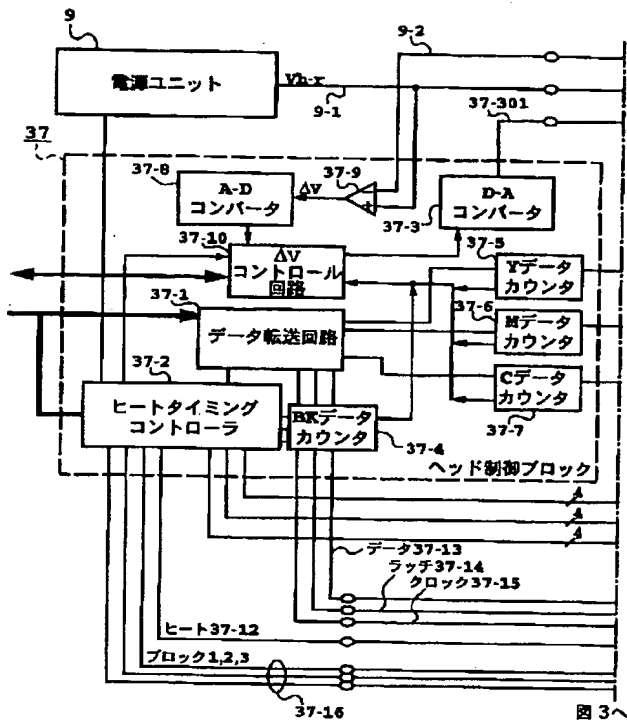 9
電源ユニット
Vh-r
9-1
9-2
37-301
37
37-8
A-D
コンバータ
ΔV
37-9
-
+
37-3
D-A
コンバータ
37-10
ΔV
コントロール
回路
37-5
Yデータ
カウンタ
37-1
データ転送回路
37-6
Mデータ
カウンタ
37-2
ヒートタイミング
コントローラ
Cデータ
カウンタ
37-7
BKデータ
カウンタ
37-4
ヘッド制御ブロック
4
4
4
データ37-13
ラッチ37-14
クロック37-15
ヒート37-12
ブロック1,2,3
37-16
図3へ